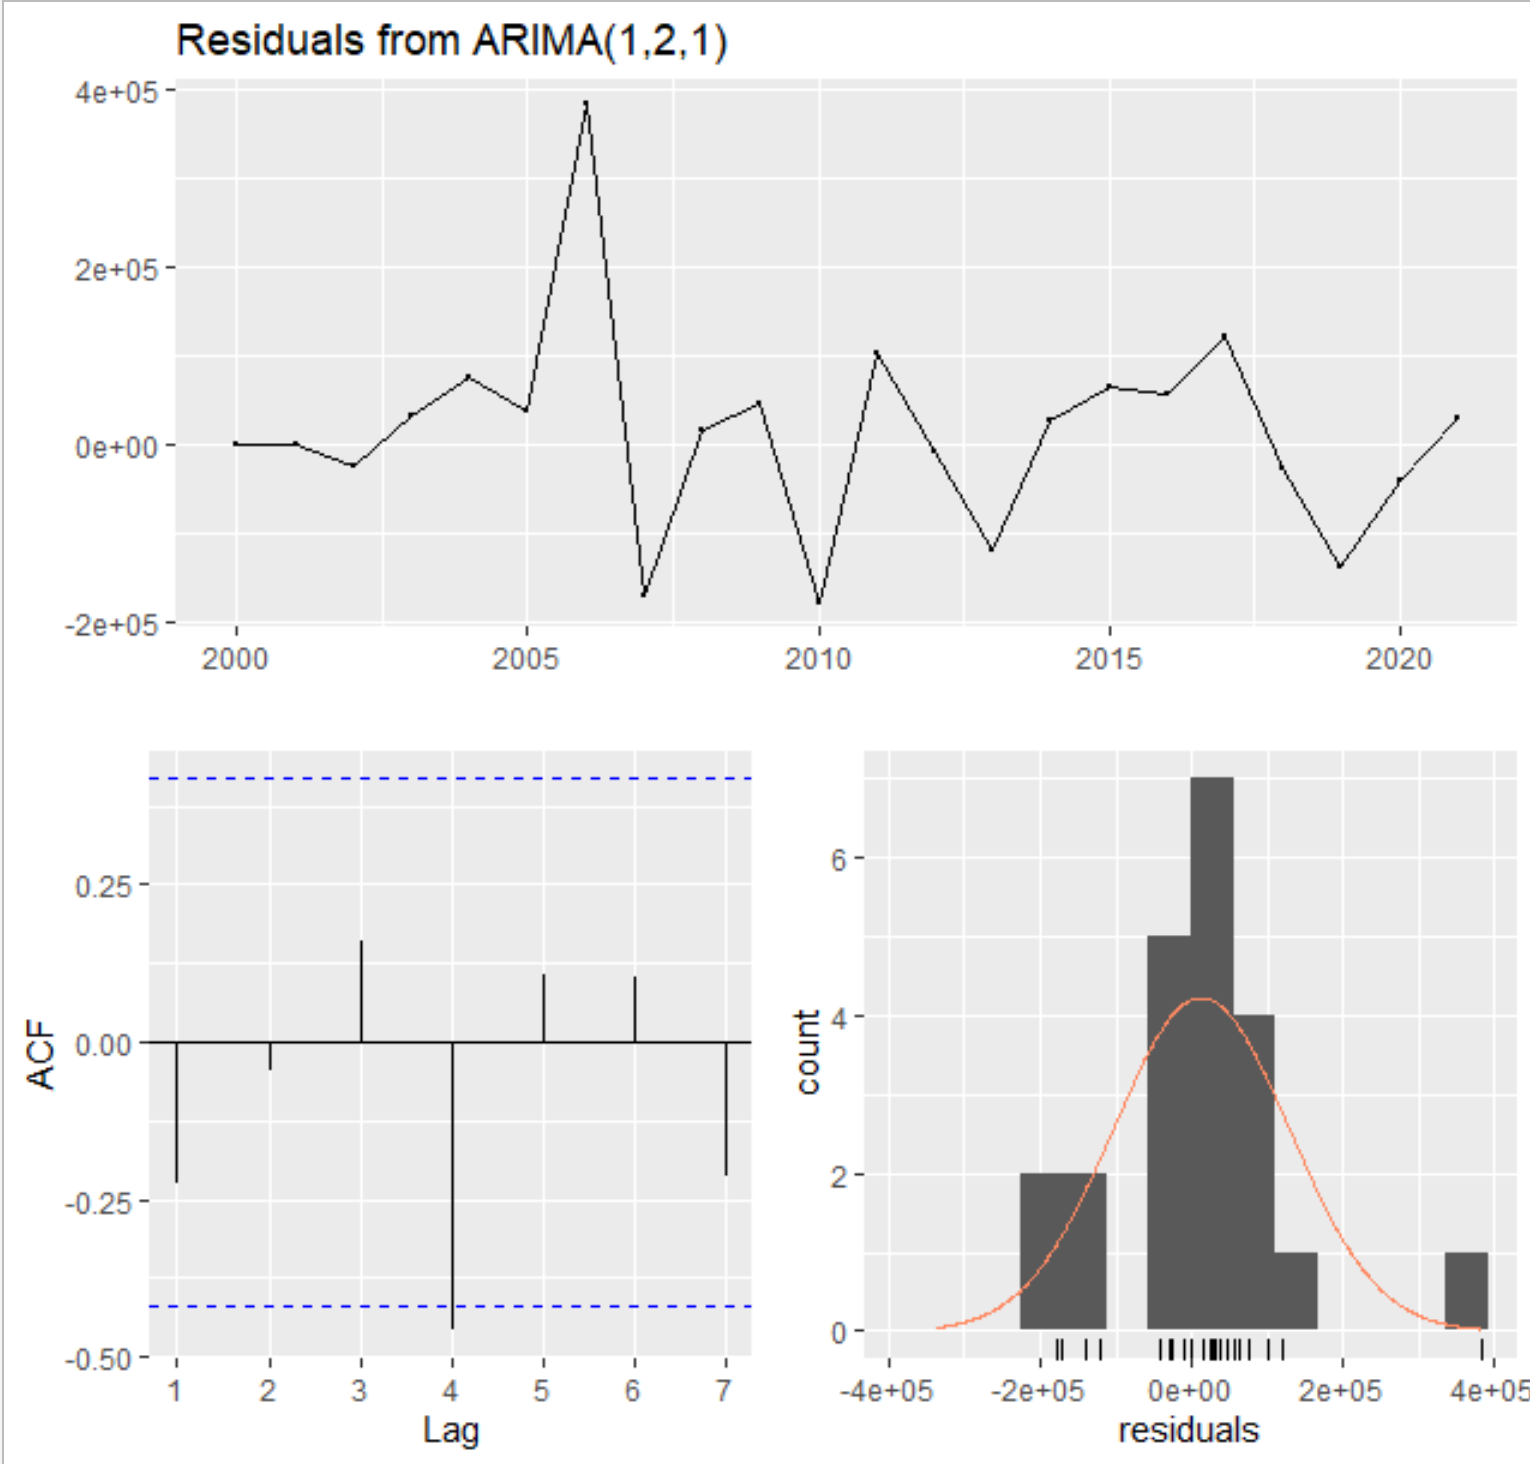 Residuals from ARIMA(1,2,1)
4e+05
2e+05
0e+00
-2e+05
2000 2005 2010 2015 2020
ACF
0.25
0.00
-0.25
-0.50
1 2 3 4 5 6 7
Lag
count
6
4
2
0
-4e+05 -2e+05 0e+00 2e+05 4e+05
residuals